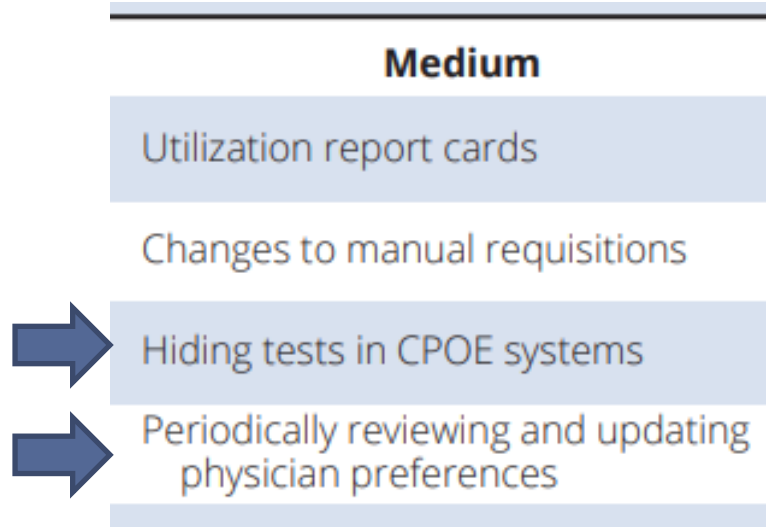 Medium
Utilization report cards
Changes to manual requisitions
Hiding tests in CPOE systems
Periodically reviewing and updating
physician preferences